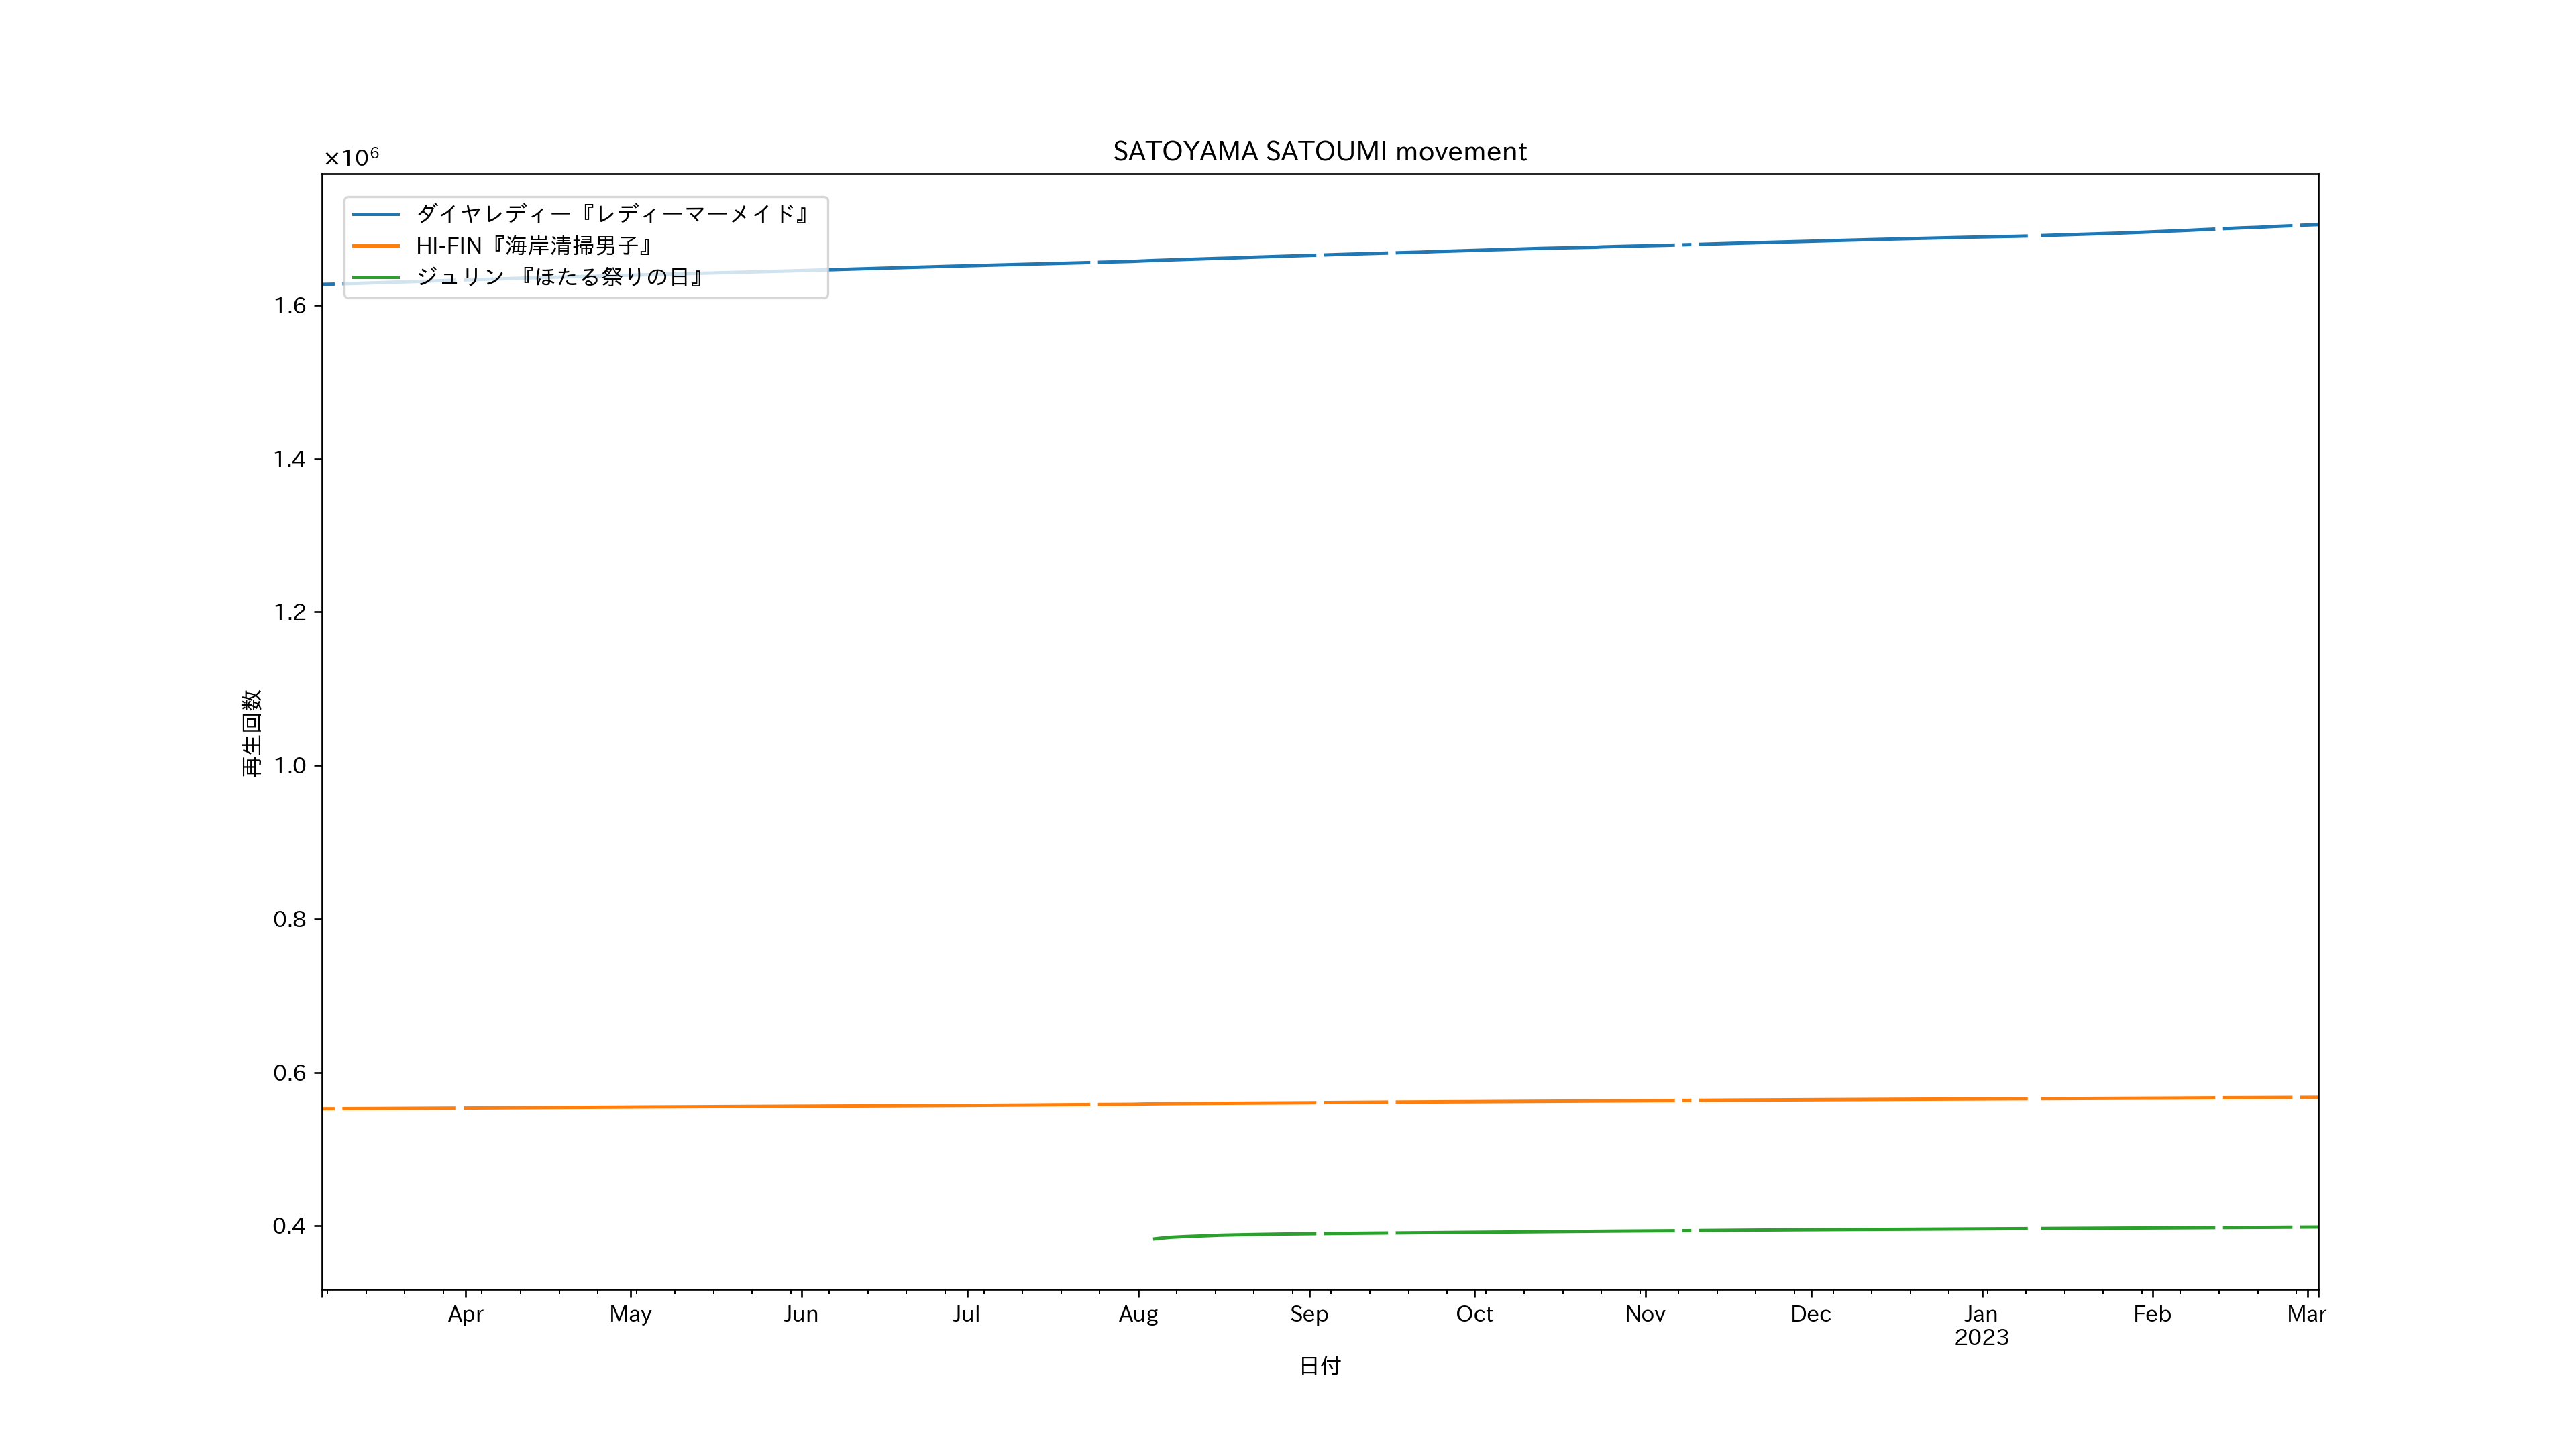 SATOYAMA SATOUMI movement
×10⁶
ダイヤレディー『レディーマーメイド』
HI-FIN『海岸清掃男子』
ジュリン 『ほたる祭りの日』
1.6
1.4
1.2
1.0
0.8
0.6
0.4
再生回数
Apr May Jun Jul Aug Sep Oct Nov Dec Jan Feb Mar
2023
日付